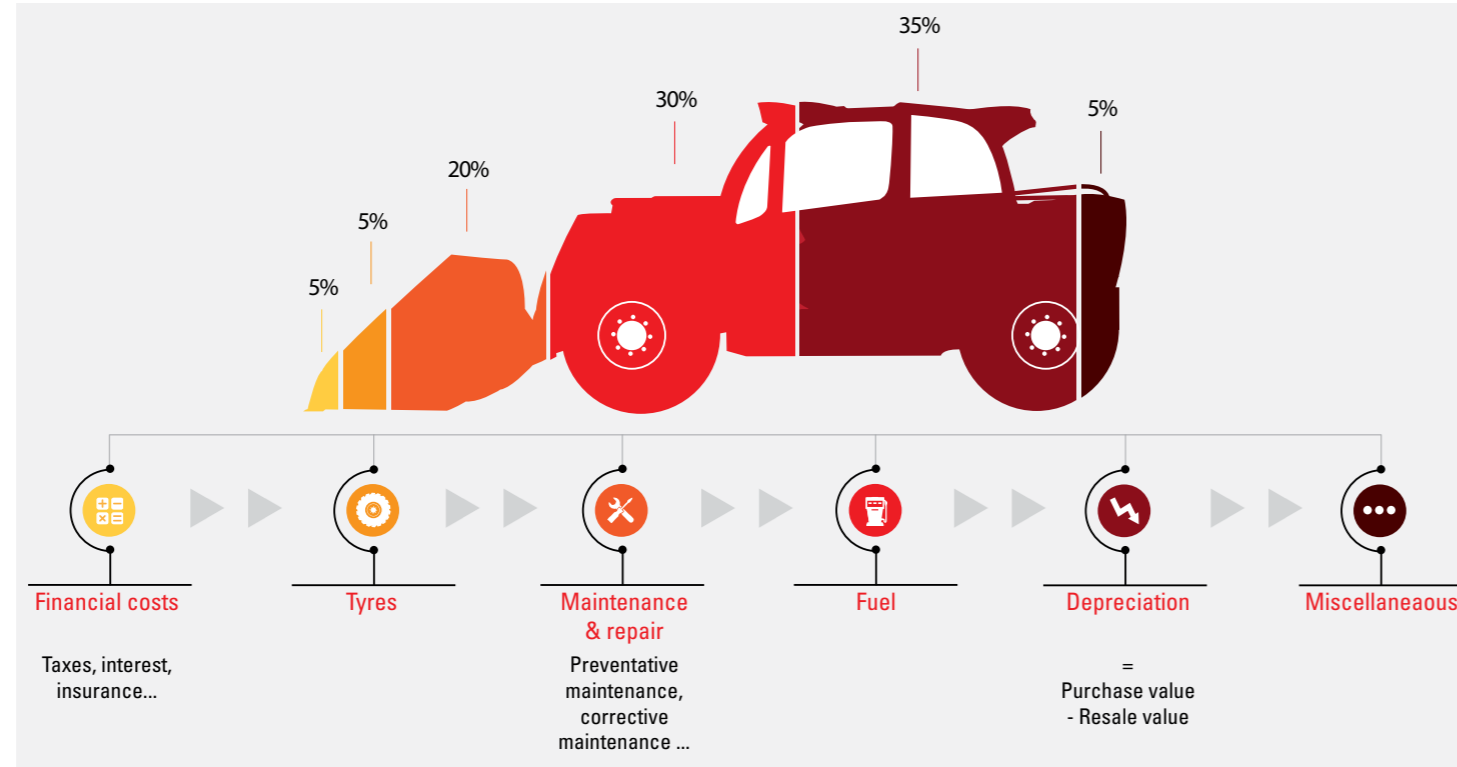 35%
30%
5%
20%
5%
5%
Financial costs
Tyres
Maintenance
& repair
Fuel
Depreciation
Miscellaneaous
Taxes, interest,
insurance...
Preventative
maintenance,
corrective
maintenance ...
=
Purchase value
- Resale value